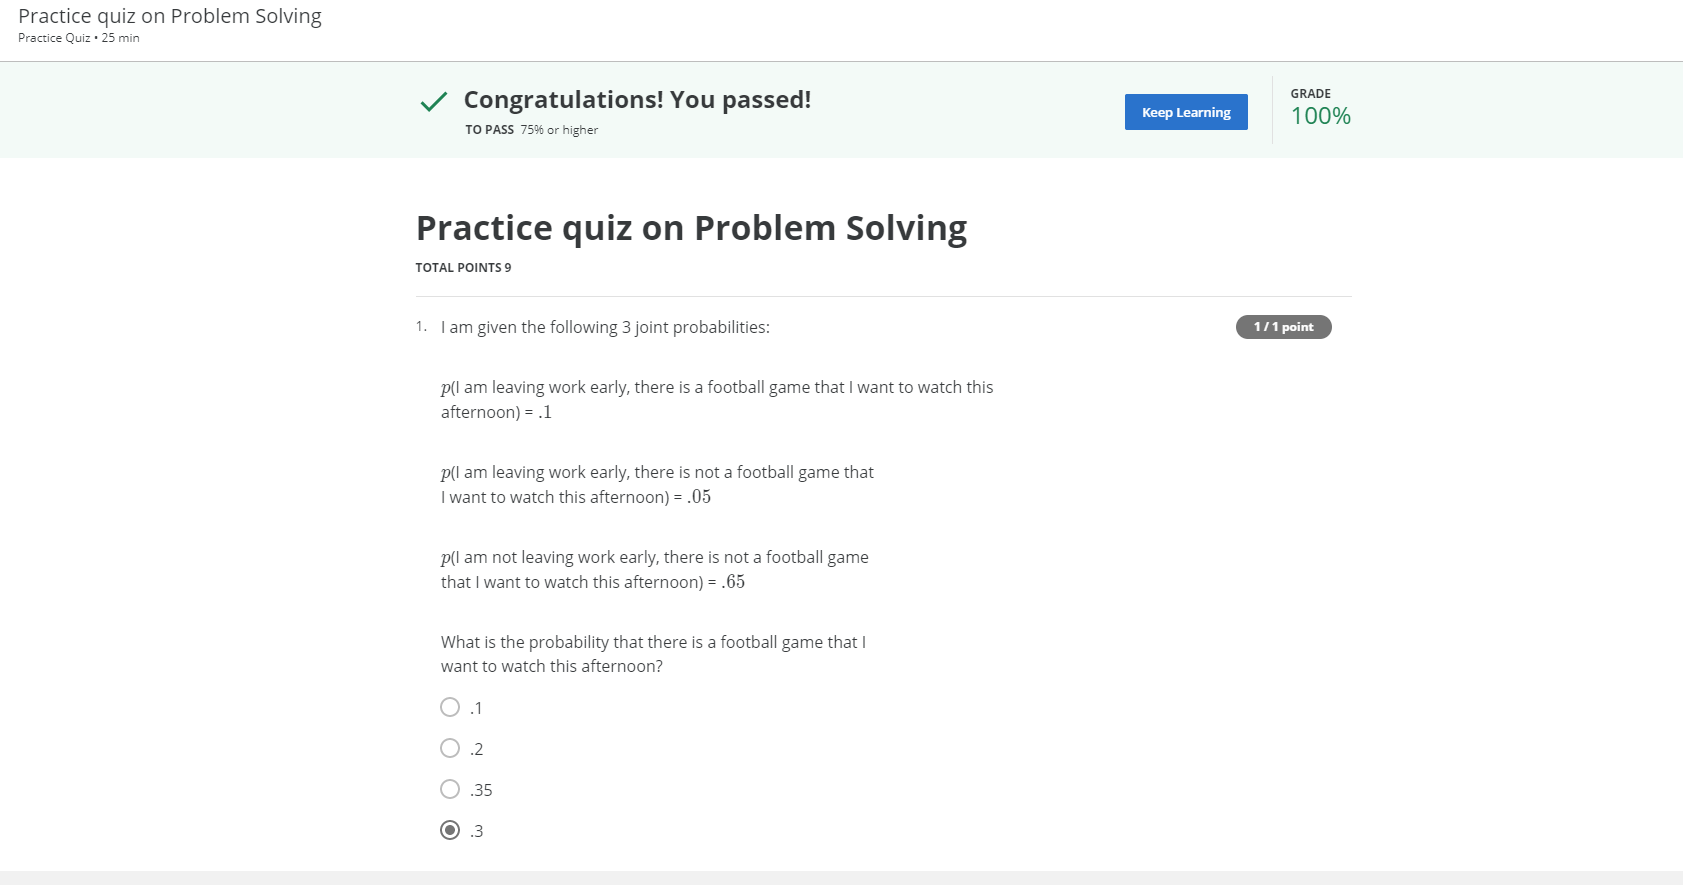 Practice quiz on Problem Solving
Practice Quiz • 25 min
Congratulations! You passed!
TO PASS 75% or higher
Keep Learning
GRADE
100%
Practice quiz on Problem Solving
TOTAL POINTS 9
1. I am given the following 3 joint probabilities:
1 / 1 point
p(I am leaving work early, there is a football game that I want to watch this
afternoon) = .1
p(I am leaving work early, there is not a football game that
I want to watch this afternoon) = .05
p(I am not leaving work early, there is not a football game
that I want to watch this afternoon) = .65
What is the probability that there is a football game that I
want to watch this afternoon?
.1
.2
.35
.3